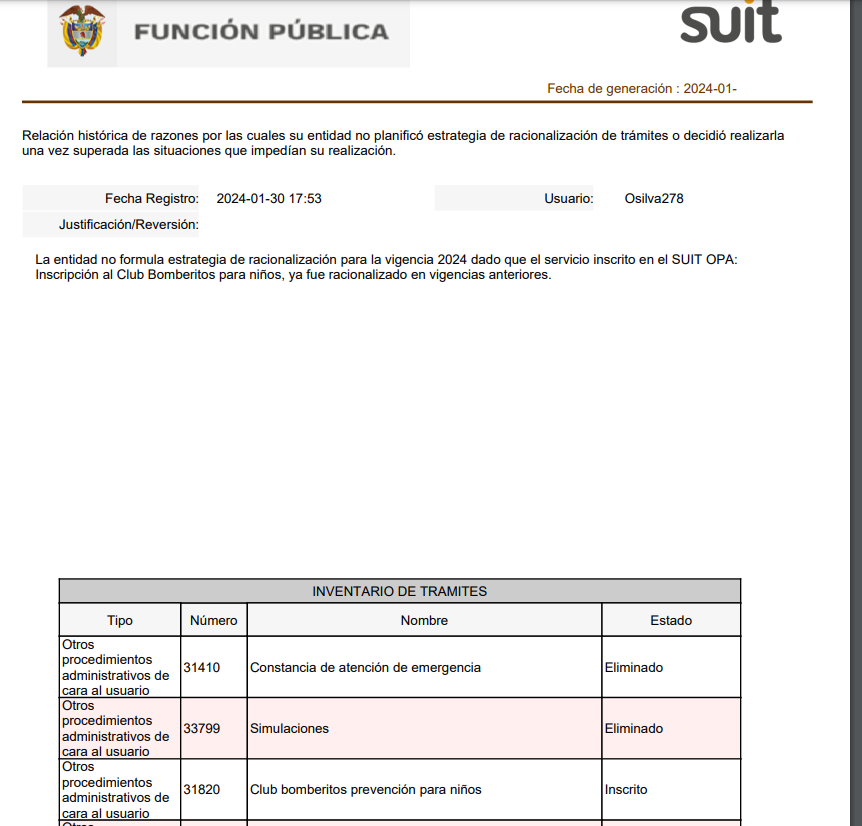 FUNCIÓN PÚBLICA
suit
Fecha de generación : 2024-01-
Relación histórica de razones por las cuales su entidad no planificó estrategia de racionalización de trámites o decidió realizarla
una vez superada las situaciones que impedían su realización.
Fecha Registro: 2024-01-30 17:53 Usuario: Osilva278
Justificación/Reversión:
La entidad no formula estrategia de racionalización para la vigencia 2024 dado que el servicio inscrito en el SUIT OPA:
Inscripción al Club Bomberitos para niños, ya fue racionalizado en vigencias anteriores.
INVENTARIO DE TRAMITES
Tipo Número Nombre Estado
Otros
procedimientos
administrativos de
cara al usuario
31410 Constancia de atención de emergencia Eliminado
Otros
procedimientos
administrativos de
cara al usuario
33799 Simulaciones Eliminado
Otros
procedimientos
administrativos de
cara al usuario
31820 Club bomberitos prevención para niños Inscrito